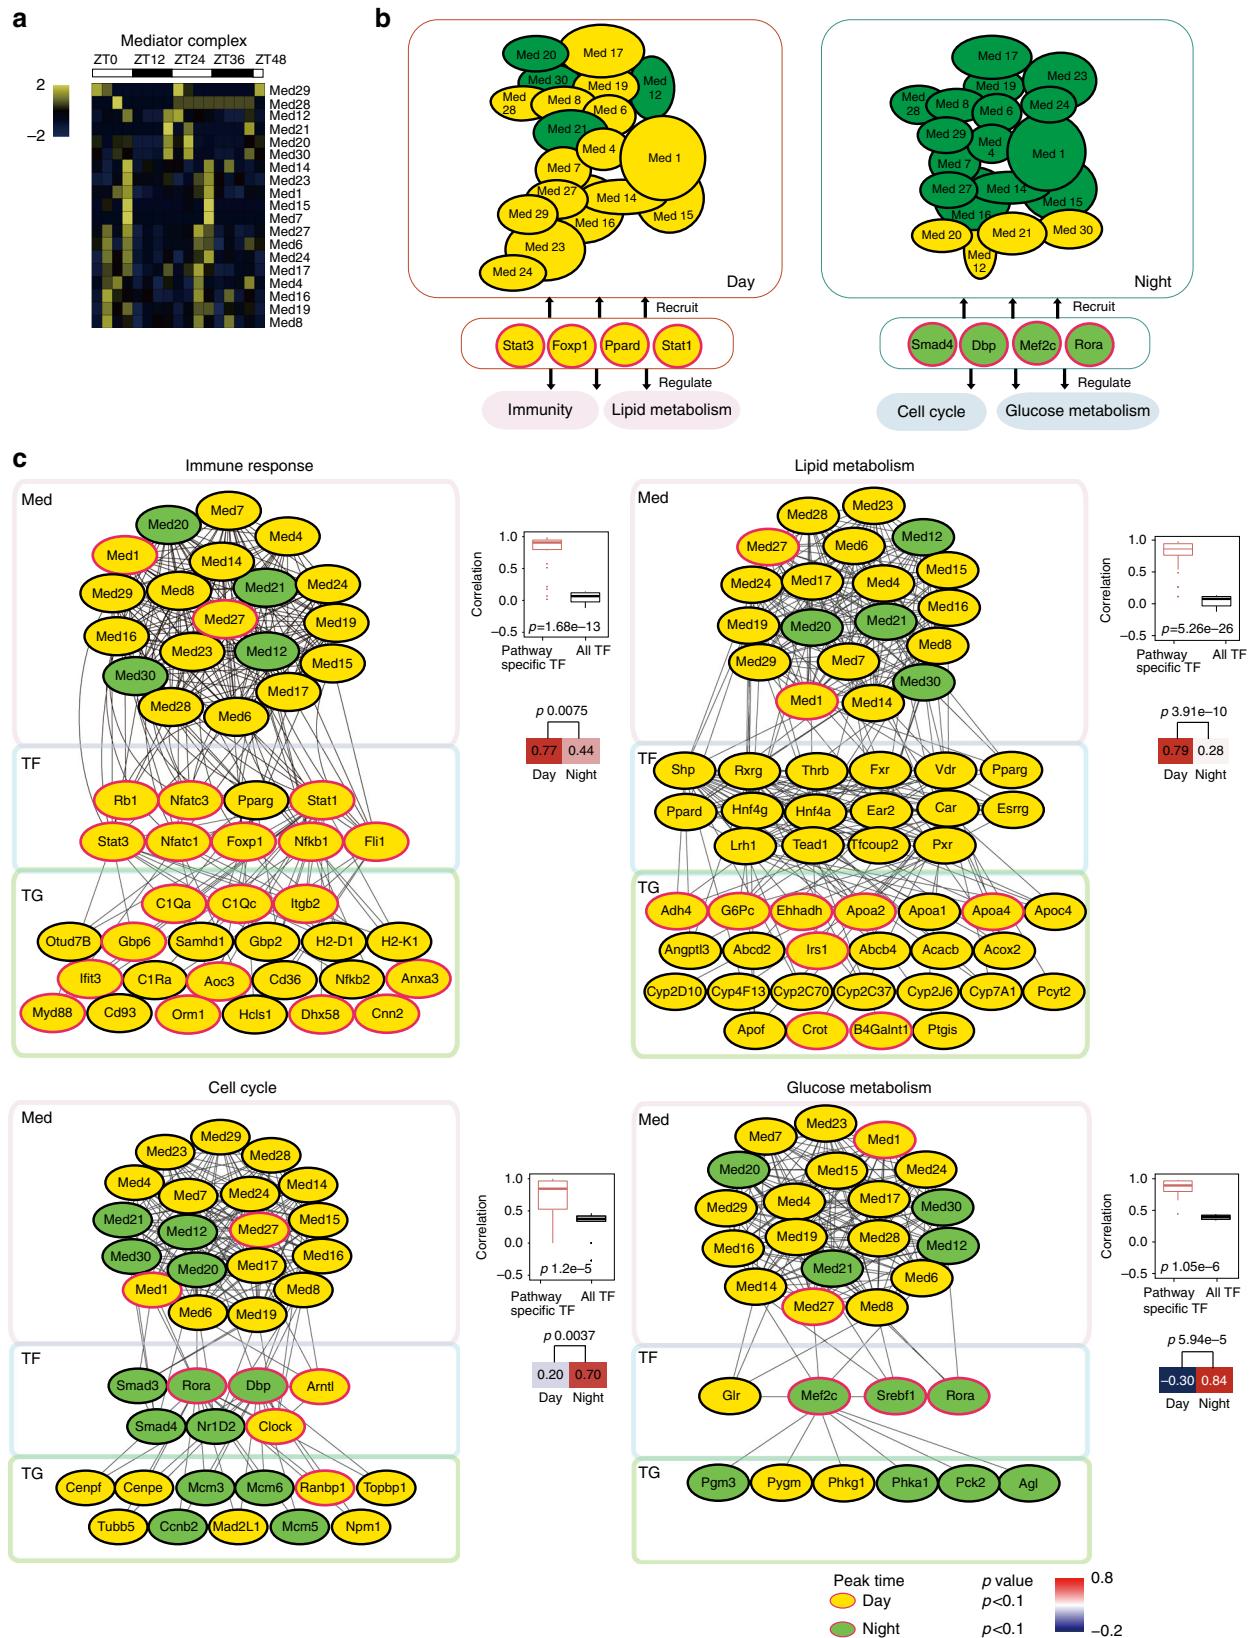 a
Mediator complex
ZT0 ZT12 ZT24 ZT36 ZT48
2
−2
Med29
Med28
Med12
Med21
Med20
Med30
Med14
Med23
Med1
Med15
Med7
Med27
Med6
Med24
Med17
Med4
Med16
Med19
Med8
b
Med 17
Med 20
Med 30
Med 19
Med 12
Med 28
Med 8
Med 6
Med 21
Med 4
Med 1
Med 7
Med 27
Med 14
Med 29
Med 16
Med 15
Med 23
Med 24
Day
Recruit
Stat3 Foxp1 Ppard Stat1
Regulate
Immunity Lipid metabolism
Med 17
Med 23
Med 19
Med 28
Med 8
Med 6
Med 24
Med 29
Med 4
Med 1
Med 7
Med 27
Med 14
Med 15
Med 16
Med 20
Med 21
Med 30
Med 12
Night
Recruit
Smad4 Dbp Mef2c Rora
Regulate
Cell cycle Glucose metabolism
c
Immune response
Med
Med7
Med20
Med4
Med1
Med14
Med29
Med8
Med21
Med24
Med27
Med19
Med16
Med23
Med12
Med15
Med30
Med17
Med28
Med6
TF
Rb1 Nfatc3 Pparg Stat1
Stat3 Nfatc1 Foxp1 Nfkb1 Fli1
TG
C1Qa C1Qc Itgb2
Otud7B Gbp6 Samhd1 Gbp2 H2-D1 H2-K1
Ifit3 C1Ra Aoc3 Cd36 Nfkb2 Anxa3
Myd88 Cd93 Orm1 Hcls1 Dhx58 Cnn2
Correlation
1.0
0.5
0.0
−0.5
p=1.68e−13
Pathway specific TF
All TF
p 0.0075
0.77 0.44
Day Night
Lipid metabolism
Med
Med23
Med28
Med12
Med27
Med6
Med15
Med24
Med17
Med4
Med16
Med19
Med20
Med21
Med8
Med29
Med7
Med30
Med1
Med14
TF
Shp Rxrg Thrb Fxr Vdr Pparg
Ppard Hnf4g Hnf4a Ear2 Car Esrrg
Lrh1 Tead1 Tfcoup2 Pxr
TG
Adh4 G6Pc Ehhadh Apoa2 Apoa1 Apoa4 Apoc4
Angptl3 Abcd2 Irs1 Abcb4 Acacb Acox2
Cyp2D10 Cyp4F13 Cyp2C70 Cyp2C37 Cyp2J6 Cyp7A1 Pcyt2
Apof Crot B4Galnt1 Ptgis
Correlation
1.0
0.5
0.0
−0.5
p=5.26e−26
Pathway specific TF
All TF
p 3.91e−10
0.79 0.28
Day Night
Cell cycle
Med
Med29
Med23
Med28
Med4
Med7
Med24
Med14
Med21
Med12
Med27
Med15
Med30
Med20
Med17
Med16
Med1
Med8
Med6
Med19
TF
Smad3 Rora Dbp Arntl
Smad4 Nr1D2 Clock
TG
Cenpf Cenpe Mcm3 Mcm6 Ranbp1 Topbp1
Tubb5 Ccnb2 Mad2L1 Mcm5 Npm1
Correlation
1.0
0.5
0.0
−0.5
p 1.2e−5
Pathway specific TF
All TF
p 0.0037
0.20 0.70
Day Night
Glucose metabolism
Med
Med23
Med7
Med1
Med20
Med15
Med24
Med29
Med4
Med17
Med30
Med16
Med19
Med28
Med12
Med14
Med21
Med6
Med27
Med8
TF
Glr Mef2c Srebf1 Rora
TG
Pgm3 Pygm Phkg1 Phka1 Pck2 Agl
Correlation
1.0
0.5
0.0
−0.5
p 1.05e−6
Pathway specific TF
All TF
p 5.94e−5
−0.30 0.84
Day Night
Peak time p value
Day p<0.1
Night p<0.1
0.8
−0.2